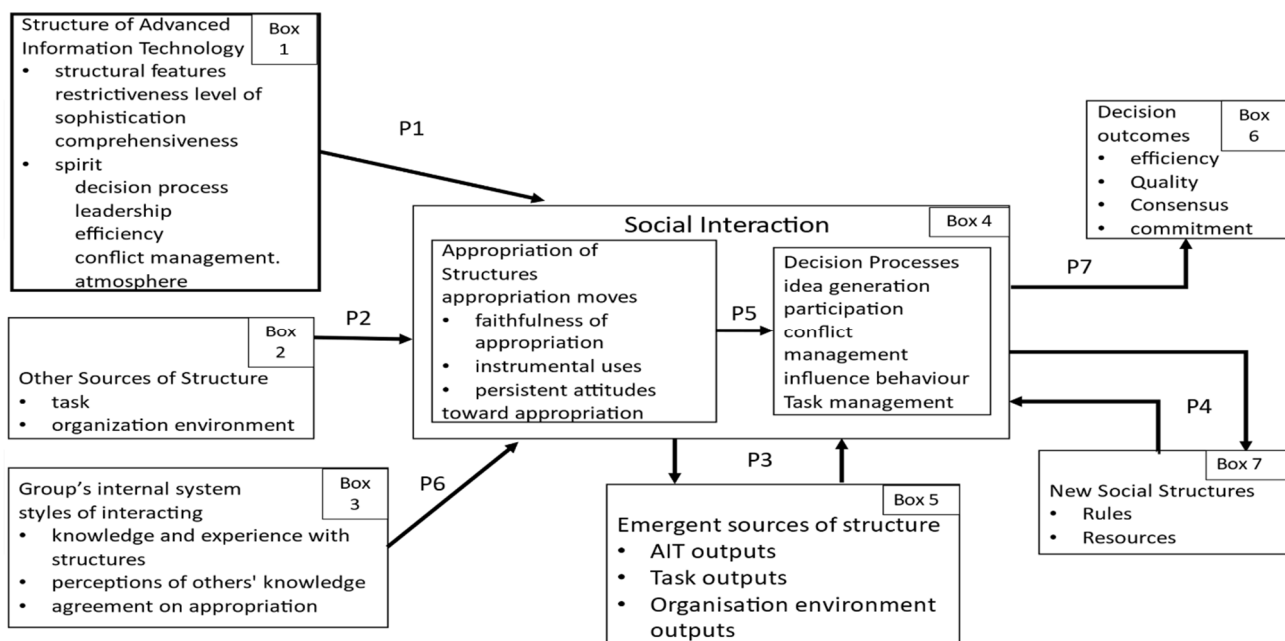 Structure of Advanced
Information Technology
Box
1
• structural features
restrictiveness level of
sophistication
comprehensiveness
• spirit
decision process
leadership
efficiency
conflict management.
atmosphere
P1
Box
2
Other Sources of Structure
• task
• organization environment
P2
Group's internal system
styles of interacting
Box
3
• knowledge and experience with
structures
• perceptions of others' knowledge
• agreement on appropriation
P6
Social Interaction
Box 4
Appropriation of
Structures
appropriation moves
• faithfulness of
appropriation
• instrumental uses
• persistent attitudes
toward appropriation
P5
Decision Processes
idea generation
participation
conflict
management
influence behaviour
Task management
P3
Box 5
Emergent sources of structure
• AIT outputs
• Task outputs
• Organisation environment
outputs
Decision
outcomes
Box
6
• efficiency
• Quality
• Consensus
• commitment
P7
P4
Box 7
New Social Structures
• Rules
• Resources